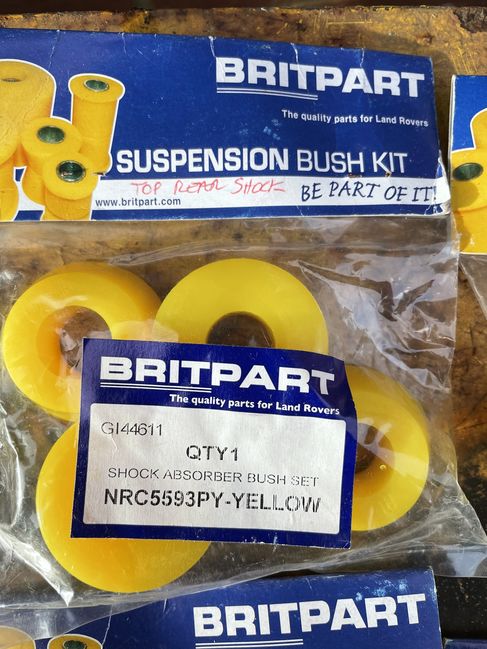 BRITPART
The quality parts for Land Rovers
SUSPENSION BUSH KIT
TOP REAR SHOCK
BE PART OF IT!
www.britpart.com
BRITPART
The quality parts for Land Rovers
GI44611
QTY1
SHOCK ABSORBER BUSH SET
NRC5593PY-YELLOW
BRITPART